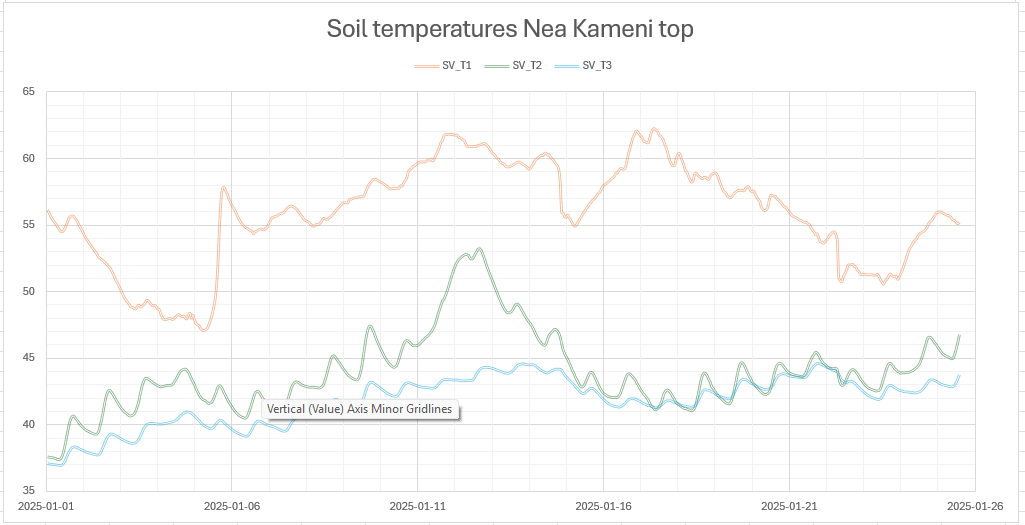 Soil temperatures Nea Kameni top
SV_T1 SV_T2 SV_T3
65
60
55
50
45
Vertical (Value) Axis Minor Gridlines
40
35
2025-01-01 2025-01-06 2025-01-11 2025-01-16 2025-01-21 2025-01-26